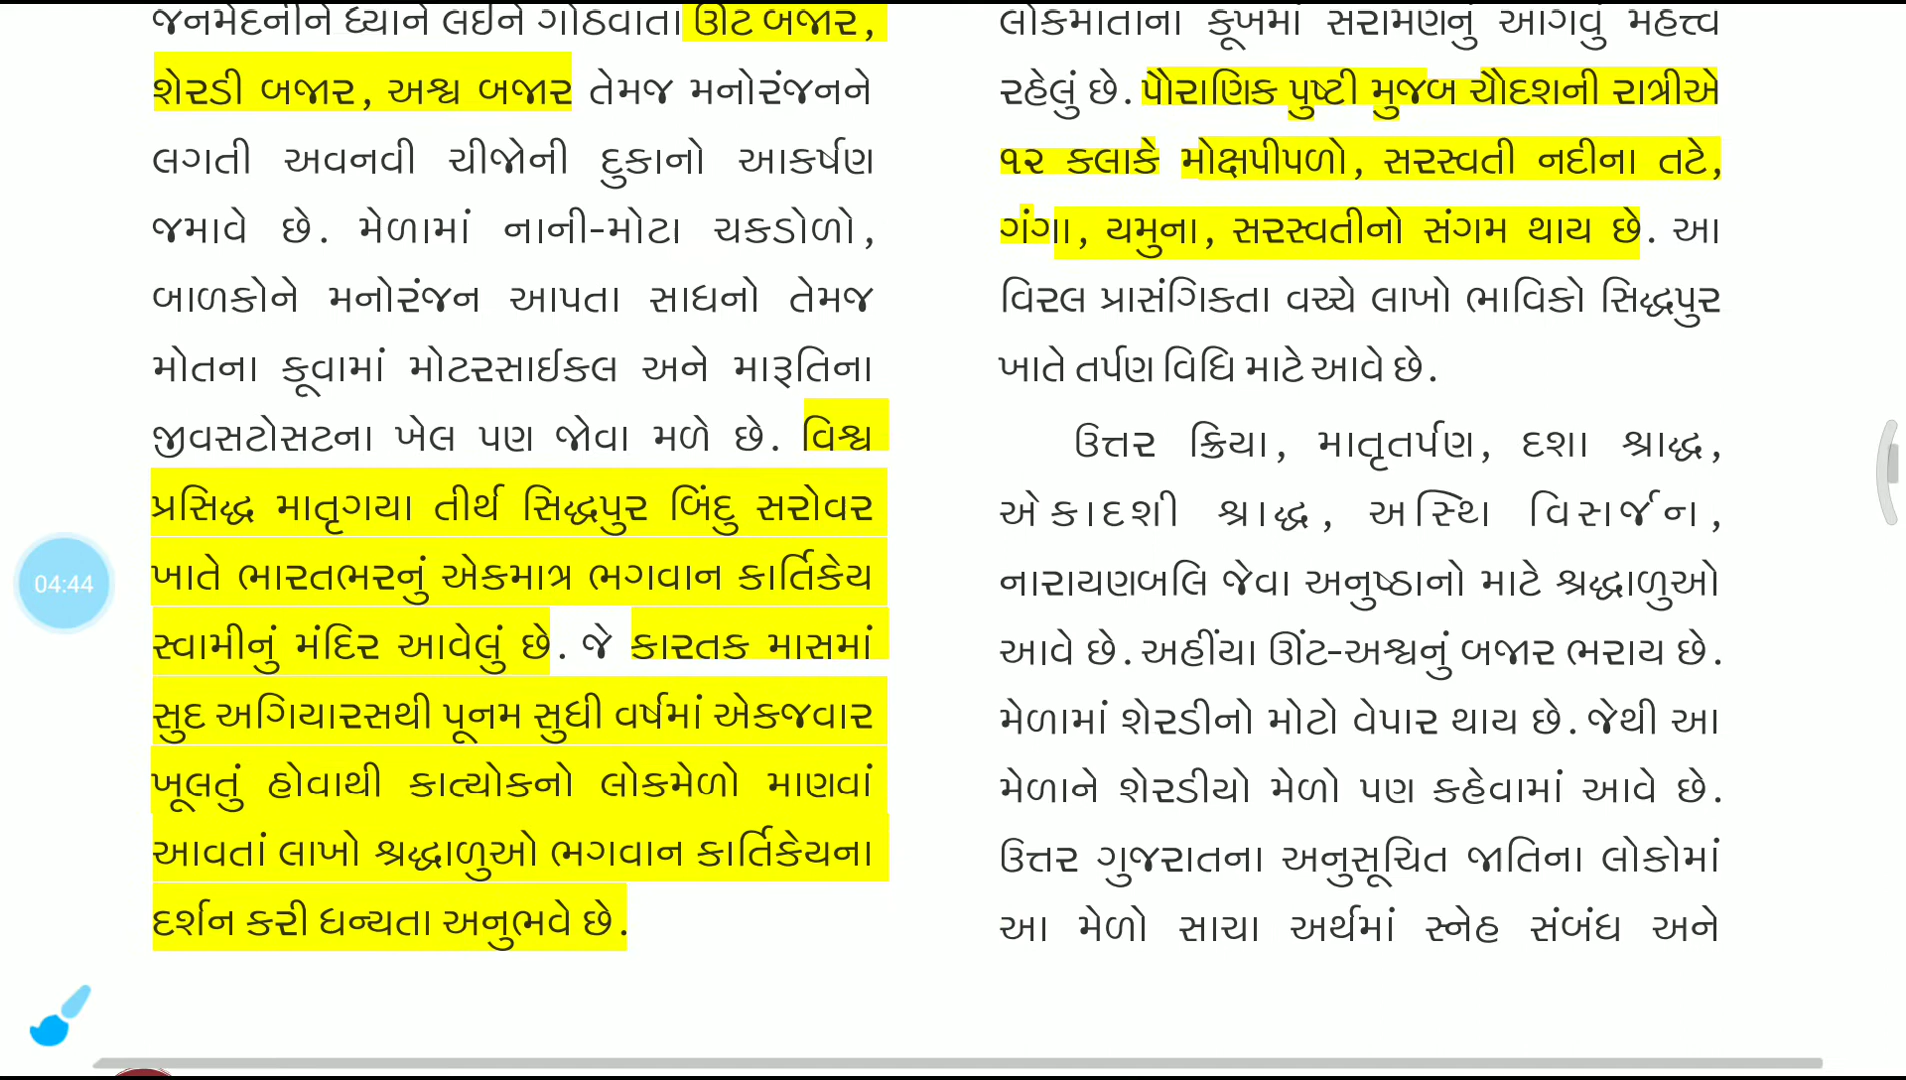 જનમેદનીને ધ્યાને લઈને ગોઠવાતા ઊંટ બજાર,
શેરડી બજાર, અશ્વ બજાર તેમજ મનોરંજનને
લગતી અવનવી ચીજોની દુકાનો આકર્ષણ
જમાવે છે. મેળામાં નાની-મોટા ચકડોળો,
બાળકોને મનોરંજન આપતા સાધનો તેમજ
મોતના કૂવામાં મોટરસાઈકલ અને મારૂતિના
જીવસટોસટના ખેલ પણ જોવા મળે છે. વિશ્વ
પ્રસિદ્ધ માતૃગયા તીર્થ સિદ્ધપુર બિંદુ સરોવર
ખાતે ભારતભરનું એકમાત્ર ભગવાન કાર્તિકેય
સ્વામીનું મંદિર આવેલું છે. જે કારતક માસમાં
સુદ અગિયારસથી પૂનમ સુધી વર્ષમાં એકજવાર
ખૂલતું હોવાથી કાત્યોકનો લોકમેળો માણવાં
આવતાં લાખો શ્રદ્ધાળુઓ ભગવાન કાર્તિકેયના
દર્શન કરી ધન્યતા અનુભવે છે.
લોકમાતાના કૂખમાં સરામણનું આગવું મહત્ત્વ
રહેલું છે. પૌરાણિક પુષ્ટી મુજબ ચૌદશની રાત્રીએ
૧૨ કલાકે મોક્ષપીપળો, સરસ્વતી નદીના તટે,
ગંગા, યમુના, સરસ્વતીનો સંગમ થાય છે. આ
વિરલ પ્રાસંગિકતા વચ્ચે લાખો ભાવિકો સિદ્ધપુર
ખાતે તર્પણ વિધિ માટે આવે છે.
ઉત્તર ક્રિયા, માતૃતર્પણ, દશા શ્રાદ્ધ,
એકાદશી શ્રાદ્ધ, અસ્થિ વિસર્જન,
નારાયણબલિ જેવા અનુષ્ઠાનો માટે શ્રદ્ધાળુઓ
આવે છે. અહીંયા ઊંટ-અશ્વનું બજાર ભરાય છે.
મેળામાં શેરડીનો મોટો વેપાર થાય છે. જેથી આ
મેળાને શેરડીયો મેળો પણ કહેવામાં આવે છે.
ઉત્તર ગુજરાતના અનુસૂચિત જાતિના લોકોમાં
આ મેળો સાચા અર્થમાં સ્નેહ સંબંધ અને
04:44